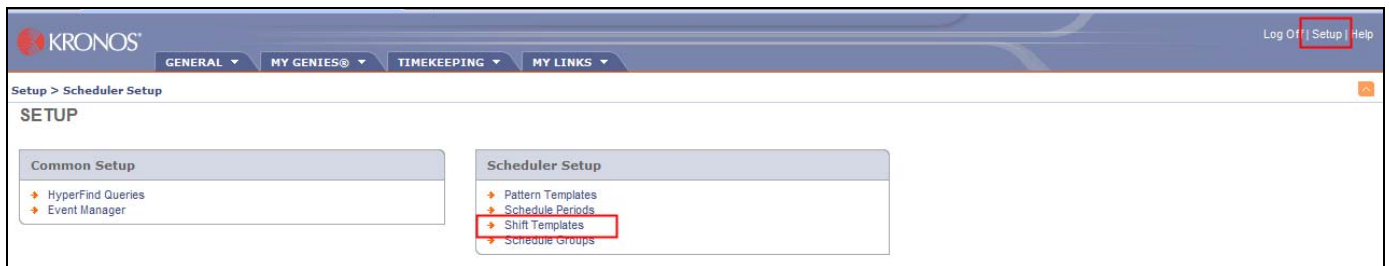 KRONOS®
Log Off | Setup | Help
GENERAL MY GENIES® TIMEKEEPING MY LINKS
Setup > Scheduler Setup
SETUP
Common Setup
HyperFind Queries
Event Manager
Scheduler Setup
Pattern Templates
Schedule Periods
Shift Templates
Schedule Groups